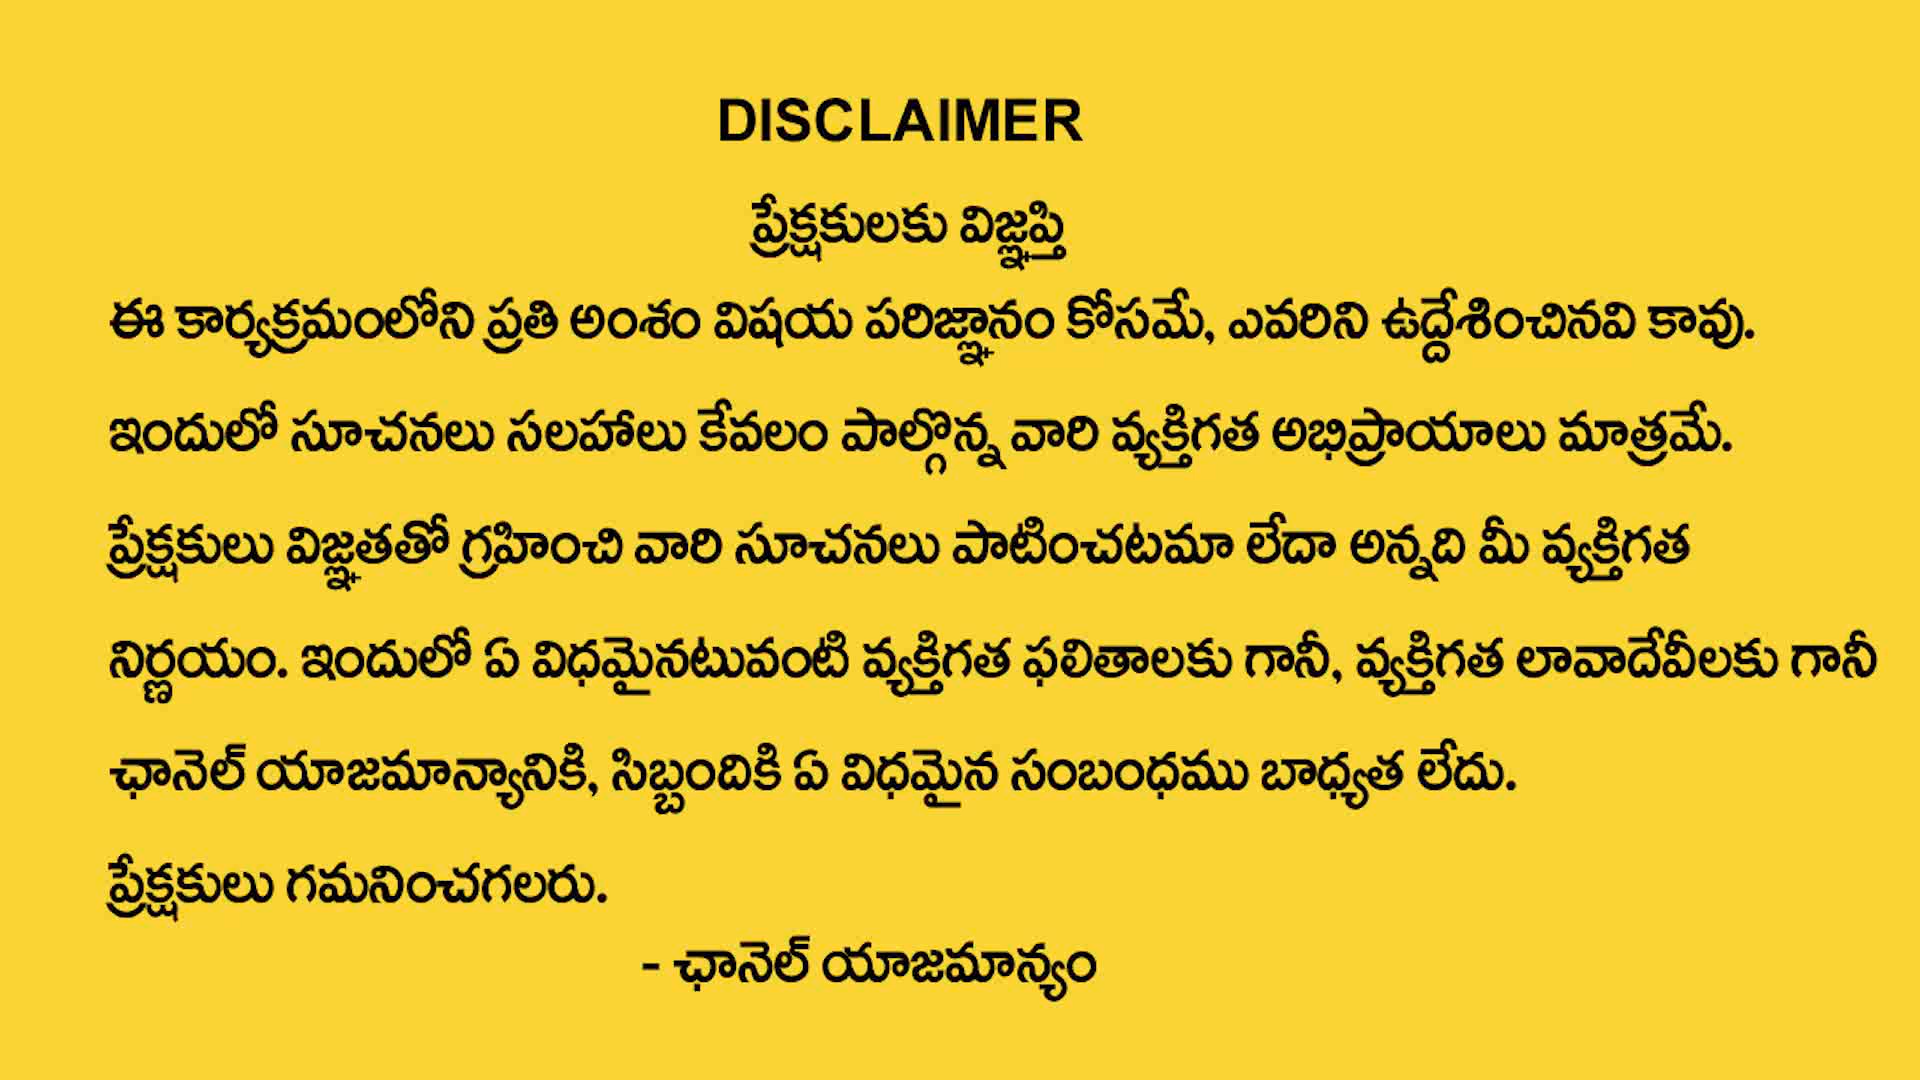 DISCLAIMER
ప్రేక్షకులకు విజ్ఞప్తి
ఈ కార్యక్రమంలోని ప్రతి అంశం విషయ పరిజ్ఞానం కోసమే, ఎవరిని ఉద్దేశించినవి కావు.
ఇందులో సూచనలు సలహాలు కేవలం పాల్గొన్న వారి వ్యక్తిగత అభిప్రాయాలు మాత్రమే.
ప్రేక్షకులు విజ్ఞతతో గ్రహించి వారి సూచనలు పాటించటమా లేదా అన్నది మీ వ్యక్తిగత
నిర్ణయం. ఇందులో ఏ విధమైనటువంటి వ్యక్తిగత ఫలితాలకు గానీ, వ్యక్తిగత లావాదేవీలకు గానీ
ఛానెల్ యాజమాన్యానికి, సిబ్బందికి ఏ విధమైన సంబంధము బాధ్యత లేదు.
ప్రేక్షకులు గమనించగలరు.
- ఛానెల్ యాజమాన్యం